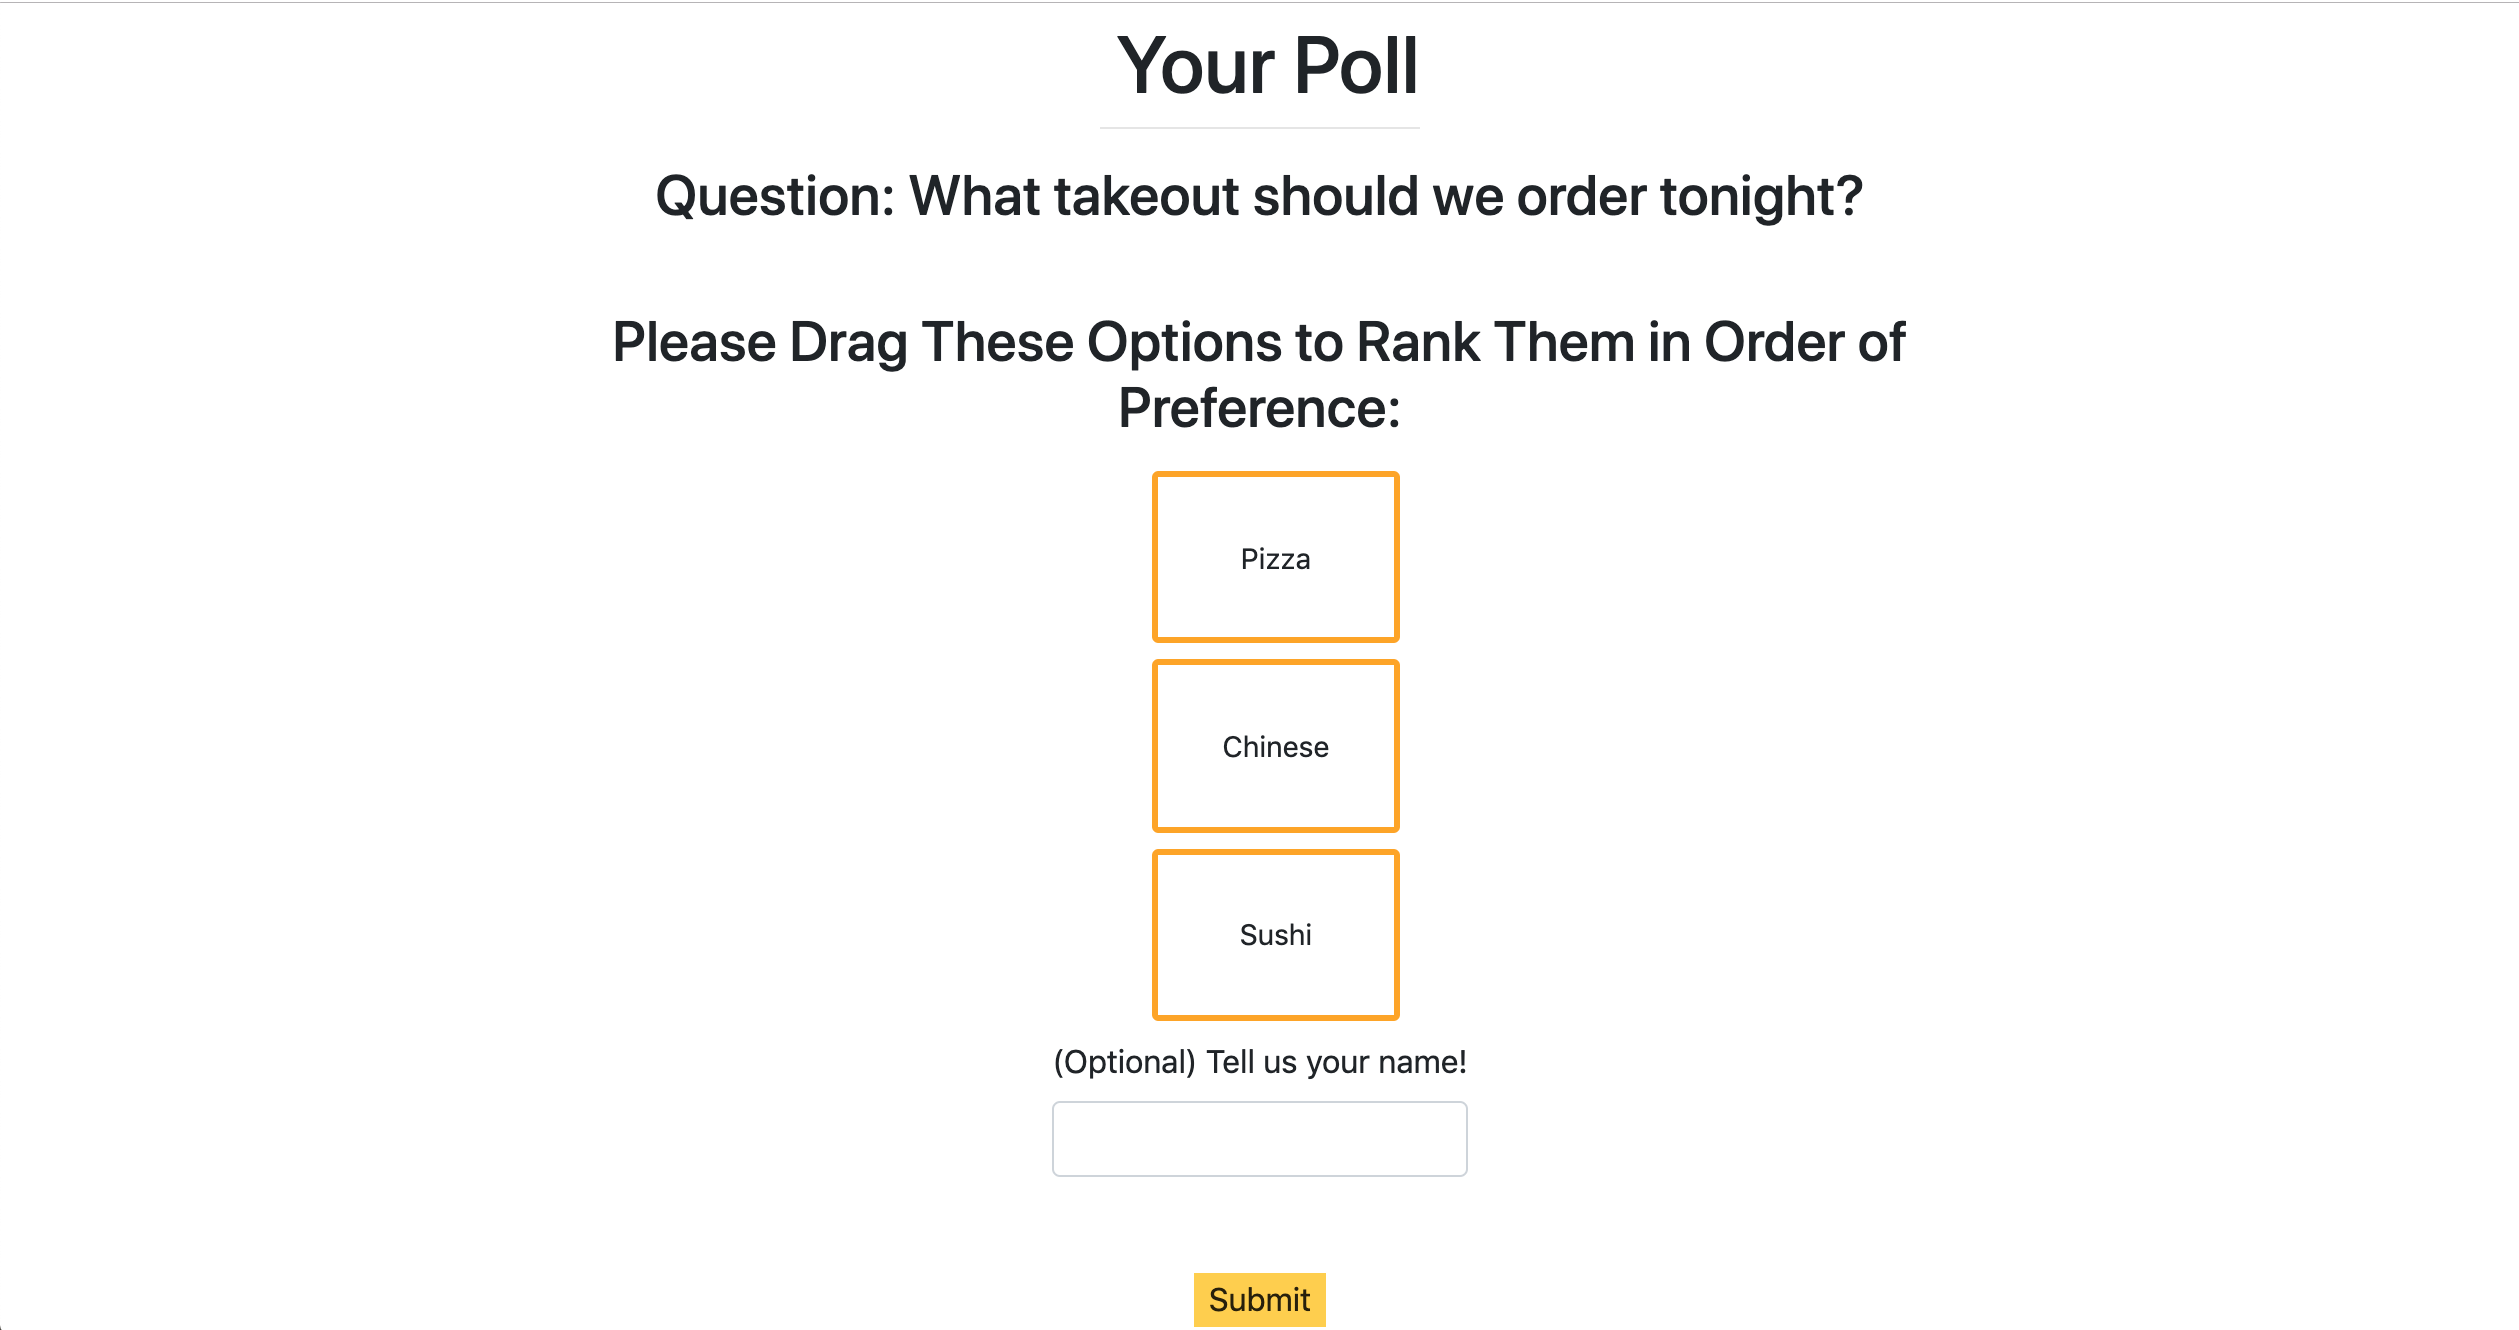 Your Poll
Question: What takeout should we order tonight?
Please Drag These Options to Rank Them in Order of
Preference:
Pizza
Chinese
Sushi
(Optional) Tell us your name!
Submit